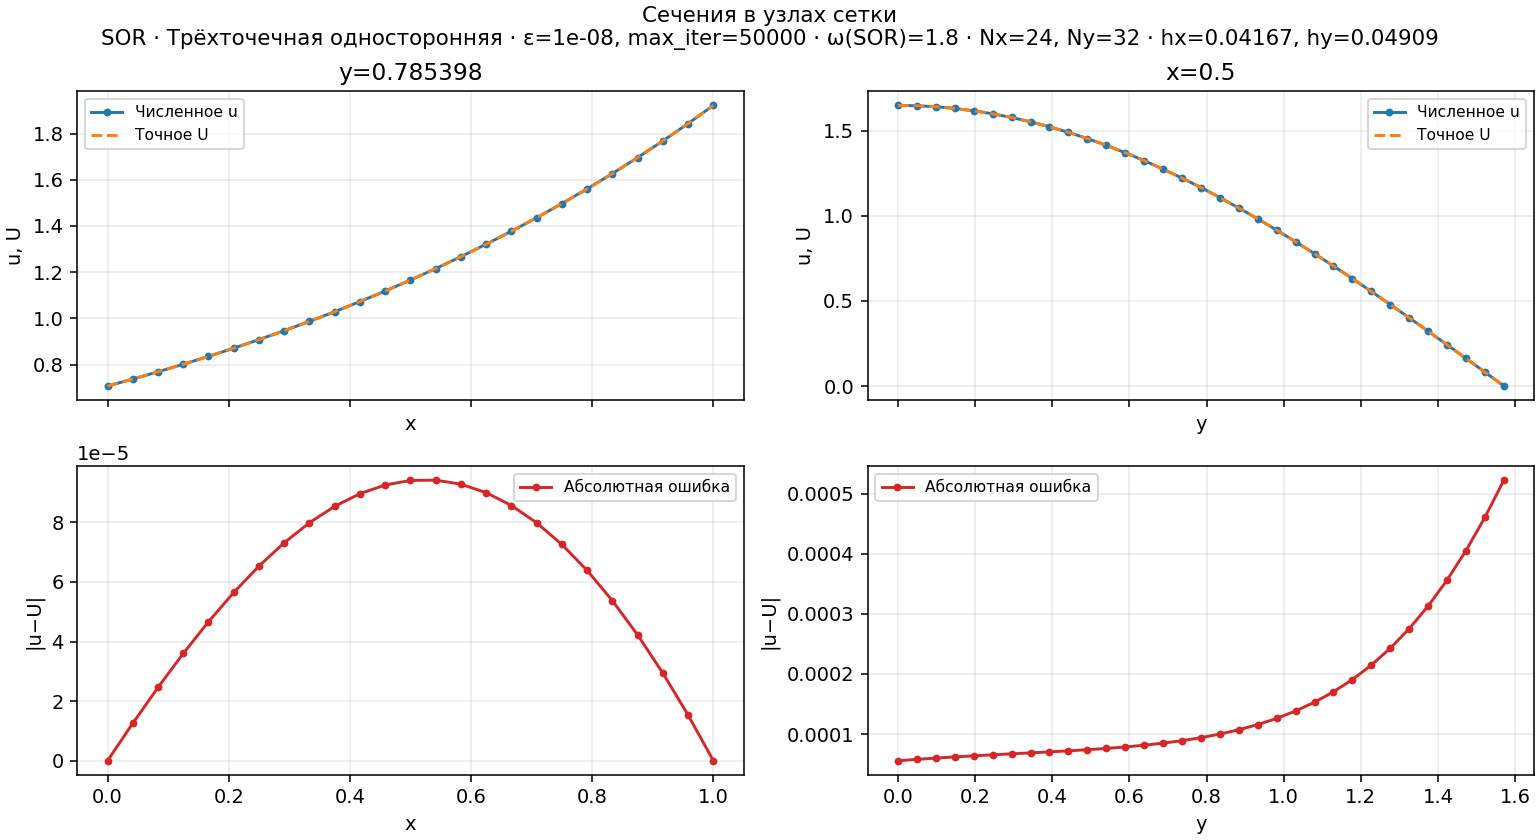 Сечения в узлах сетки
SOR · Трёхточечная односторонняя · ε=1e-08, max_iter=50000 · ω(SOR)=1.8 · Nx=24, Ny=32 · hx=0.04167, hy=0.04909
y=0.785398
Численное u
Точное U
u, U
1.8
1.6
1.4
1.2
1.0
0.8
x
x=0.5
Численное u
Точное U
u, U
1.5
1.0
0.5
0.0
y
1e−5
Абсолютная ошибка
|u−U|
8
6
4
2
0
0.0 0.2 0.4 0.6 0.8 1.0
x
Абсолютная ошибка
|u−U|
0.0005
0.0004
0.0003
0.0002
0.0001
0.0 0.2 0.4 0.6 0.8 1.0 1.2 1.4 1.6
y